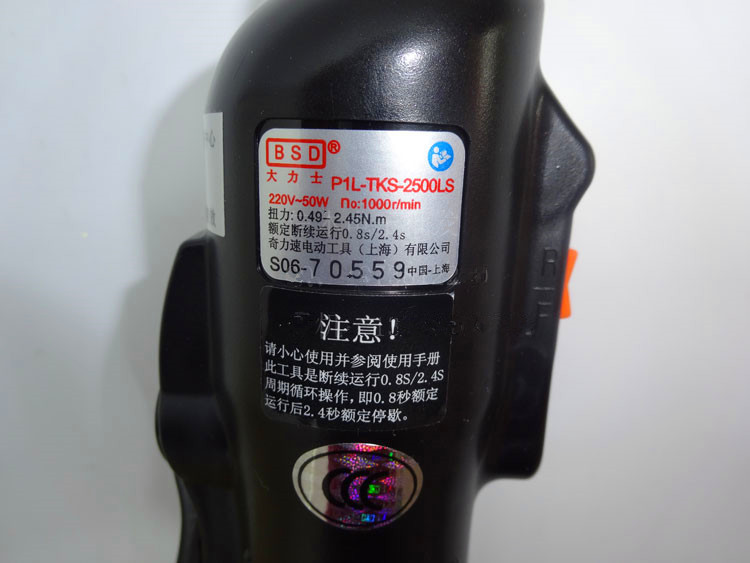 BSD®
大力士 P1L-TKS-2500LS
220V~50W no:1000r/min
扭力:0.49-2.45N.m
额定断续运行0.8s/2.4s
奇力速电动工具（上海）有限公司
S06-70559 中国-上海
注意！
请小心使用并参阅使用手册
此工具是断续运行0.8S/2.4S
周期循环操作，即0.8秒额定
运行后2.4秒额定停歇。
CCC
R
F